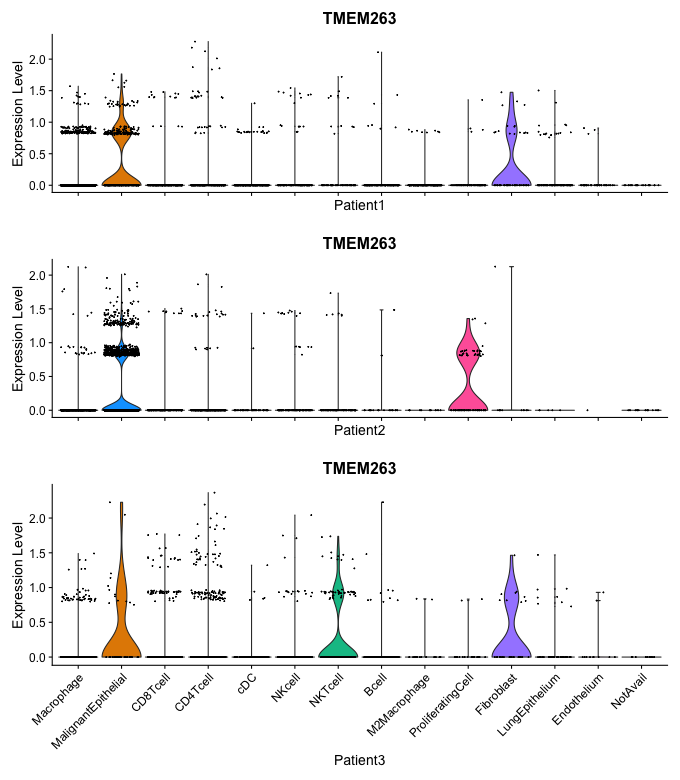 TMEM263
Expression Level
2.0
1.5
1.0
0.5
0.0
Patient1
TMEM263
Expression Level
2.0
1.5
1.0
0.5
0.0
Patient2
TMEM263
Expression Level
2.0
1.5
1.0
0.5
0.0
Macrophage
MalignantEpithelial
CD8Tcell
CD4Tcell
cDC
NKcell
NKTcell
Bcell
M2Macrophage
ProliferatingCell
Fibroblast
LungEpithelium
Endothelium
NotAvail
Patient3